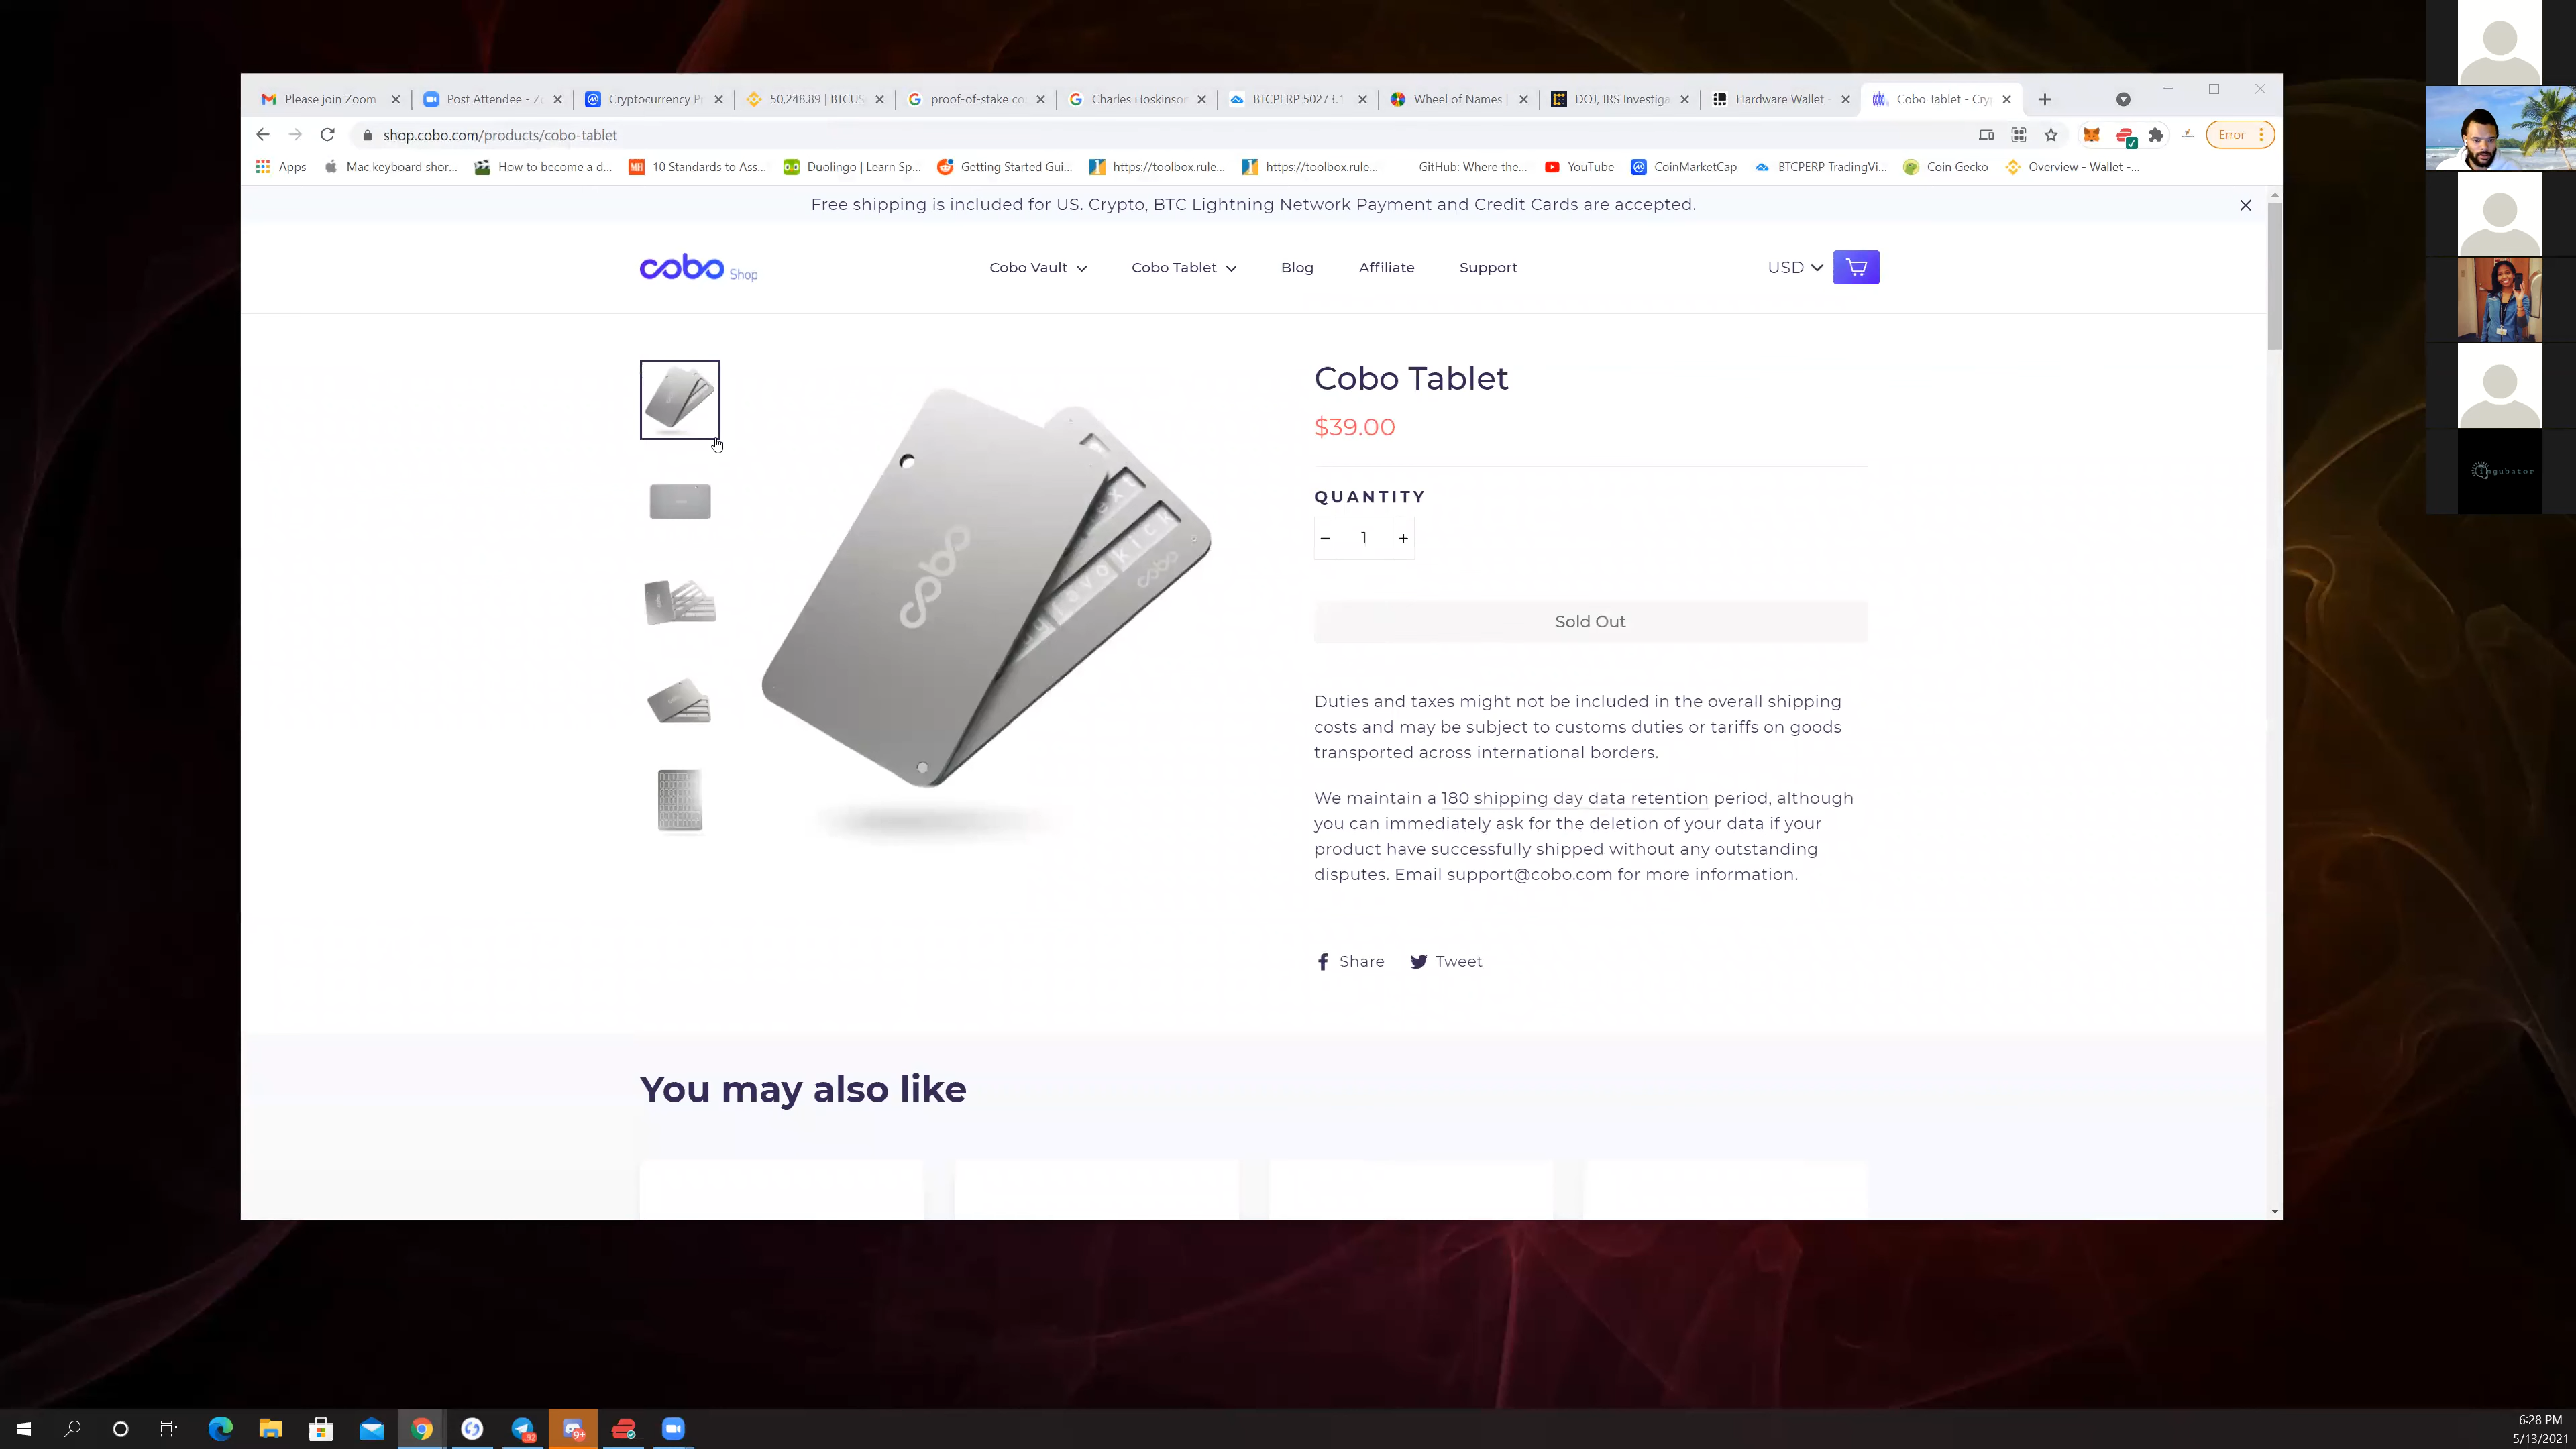 Please join Zoom
Post Attendee - Z
Cryptocurrency P
50,248.89 | BTCUS
proof-of-stake co
Charles Hoskinson
BTCPERP 50273.1
Wheel of Names |
DOJ, IRS Investiga
Hardware Wallet -
Cobo Tablet - Cry
shop.cobo.com/products/cobo-tablet
Error
Apps
Mac keyboard shor...
How to become a d...
MH
10 Standards to Ass...
Duolingo | Learn Sp...
Getting Started Gui...
https://toolbox.rule...
https://toolbox.rule...
GitHub: Where the...
YouTube
CoinMarketCap
BTCPERP TradingVi...
Coin Gecko
Overview - Wallet -...
Free shipping is included for US. Crypto, BTC Lightning Network Payment and Credit Cards are accepted.
cobo Shop
Cobo Vault
Cobo Tablet
Blog
Affiliate
Support
USD
cobo
cobo
kick
Cobo Tablet
$39.00
QUANTITY
− 1 +
Sold Out
Duties and taxes might not be included in the overall shipping
costs and may be subject to customs duties or tariffs on goods
transported across international borders.
We maintain a 180 shipping day data retention period, although
you can immediately ask for the deletion of your data if your
product have successfully shipped without any outstanding
disputes. Email support@cobo.com for more information.
Share
Tweet
You may also like
ingubator
92
9+
6:28 PM
5/13/2021